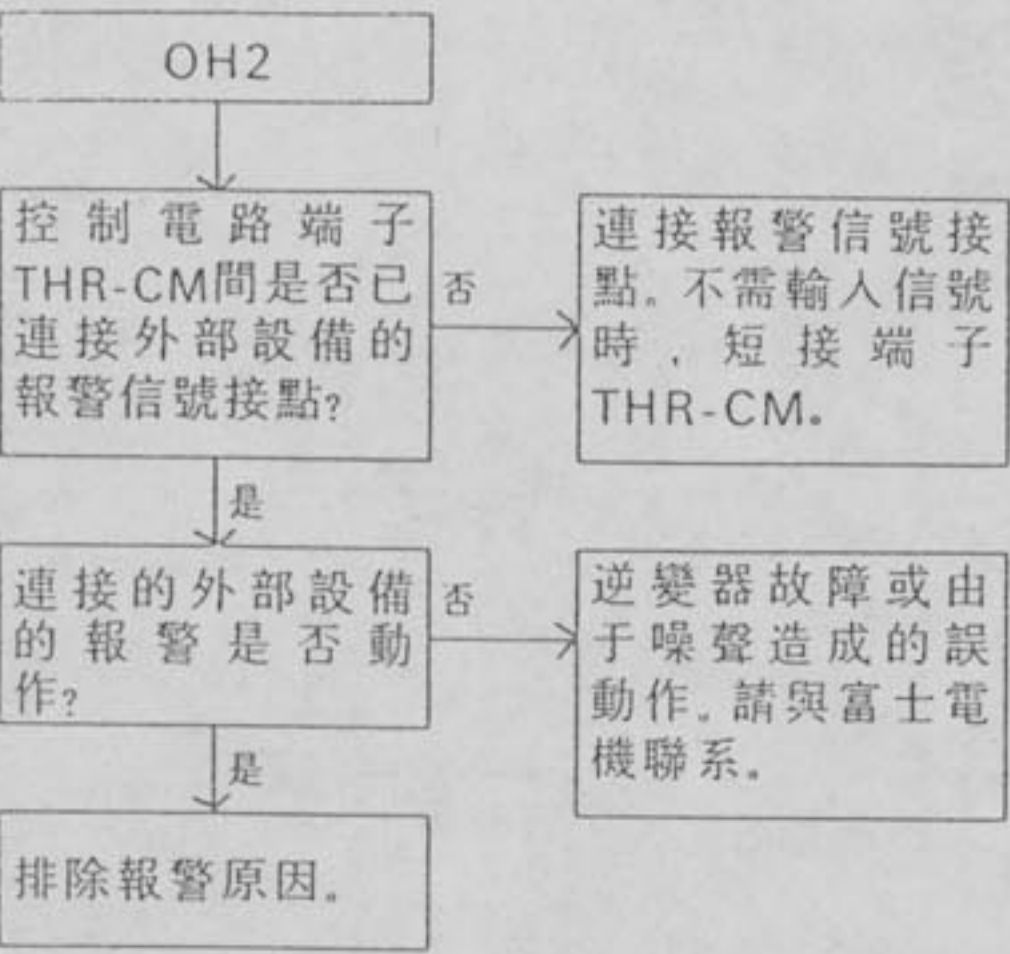 OH2
控制電路端子
THR-CM間是否已
連接外部設備的
報警信號接點?
否
連接報警信號接
點。不需輸入信號
時,短接端子
THR-CM。
是
連接的外部設備
的報警是否動
作?
否
逆變器故障或由
于噪聲造成的誤
動作。請與富士電
機聯系。
是
排除報警原因。